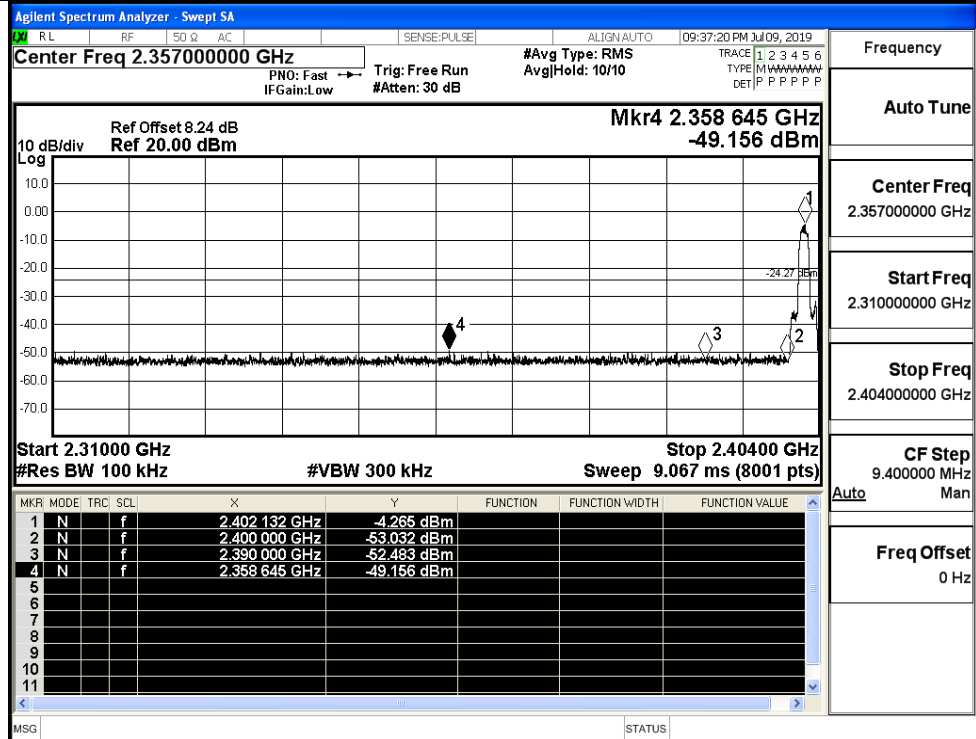 Agilent Spectrum Analyzer - Swept SA
LXI RL RF 50 Ω AC SENSE:PULSE ALIGN AUTO 09:37:20 PM Jul 09, 2019
Center Freq 2.357000000 GHz #Avg Type: RMS TRACE 1 2 3 4 5 6
PNO: Fast Trig: Free Run Avg|Hold: 10/10 TYPE M WWWWW
IFGain:Low #Atten: 30 dB DET P P P P P P
Mkr4 2.358 645 GHz
-49.156 dBm
Ref Offset 8.24 dB
10 dB/div Ref 20.00 dBm
Log
10.0
0.00
-10.0
-20.0
-30.0
-40.0
-50.0
-60.0
-70.0
1
-24.27 dBm
4
3
2
Start 2.31000 GHz Stop 2.40400 GHz
#Res BW 100 kHz #VBW 300 kHz Sweep 9.067 ms (8001 pts)
MKR MODE TRC SCL X Y FUNCTION FUNCTION WIDTH FUNCTION VALUE
1 N f 2.402 132 GHz -4.265 dBm
2 N f 2.400 000 GHz -53.032 dBm
3 N f 2.390 000 GHz -52.483 dBm
4 N f 2.358 645 GHz -49.156 dBm
5
6
7
8
9
10
11
MSG STATUS
Frequency
Auto Tune
Center Freq
2.357000000 GHz
Start Freq
2.310000000 GHz
Stop Freq
2.404000000 GHz
CF Step
9.400000 MHz
Auto Man
Freq Offset
0 Hz